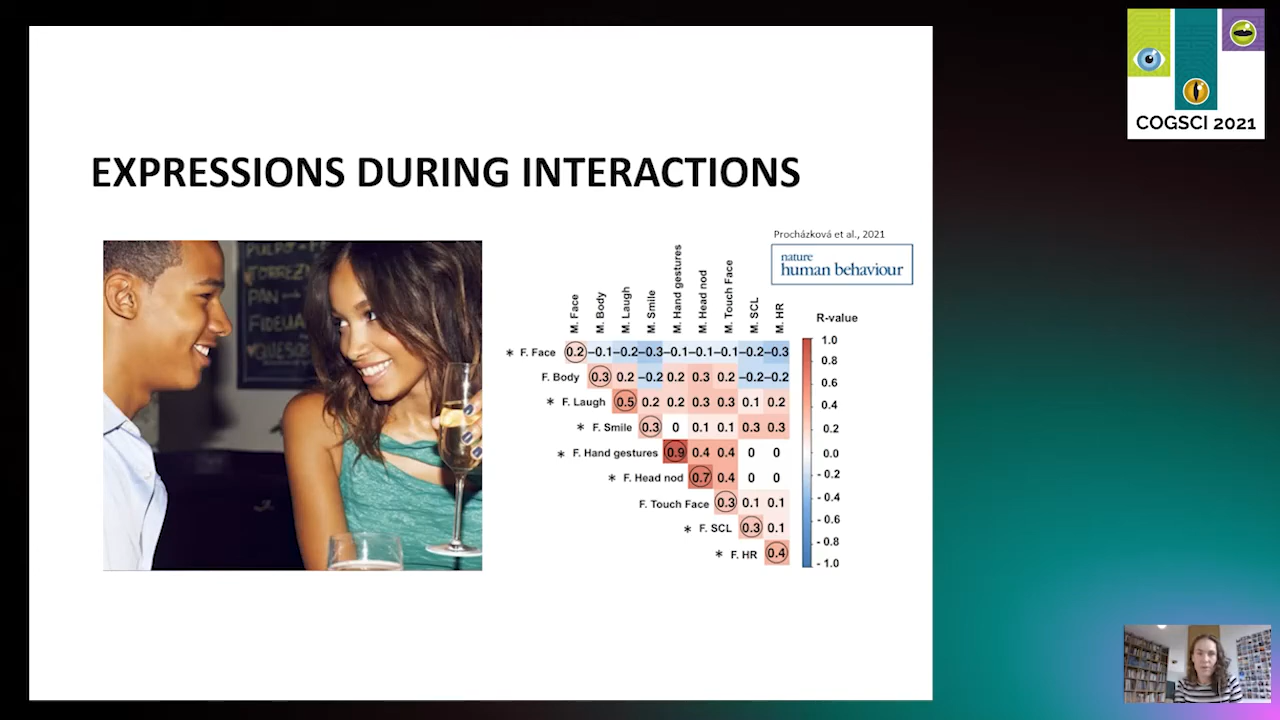 COGSCI 2021
EXPRESSIONS DURING INTERACTIONS
Procházková et al., 2021
nature
human behaviour
M. Face
M. Body
M. Laugh
M. Smile
M. Hand gestures
M. Head nod
M. Touch Face
M. SCL
M. HR
R-value
* F. Face 0.2 −0.1 −0.2 −0.3 −0.1 −0.1 −0.1 −0.2 −0.3
F. Body 0.3 0.2 −0.2 0.2 0.3 0.2 −0.2 −0.2
* F. Laugh 0.5 0.2 0.2 0.3 0.3 0.1 0.2
* F. Smile 0.3 0 0.1 0.1 0.3 0.3
* F. Hand gestures 0.9 0.4 0.4 0 0
* F. Head nod 0.7 0.4 0 0
F. Touch Face 0.3 0.1 0.1
* F. SCL 0.3 0.1
* F. HR 0.4
1.0
0.8
0.6
0.4
0.2
0.0
- 0.2
- 0.4
- 0.6
- 0.8
- 1.0
PAN